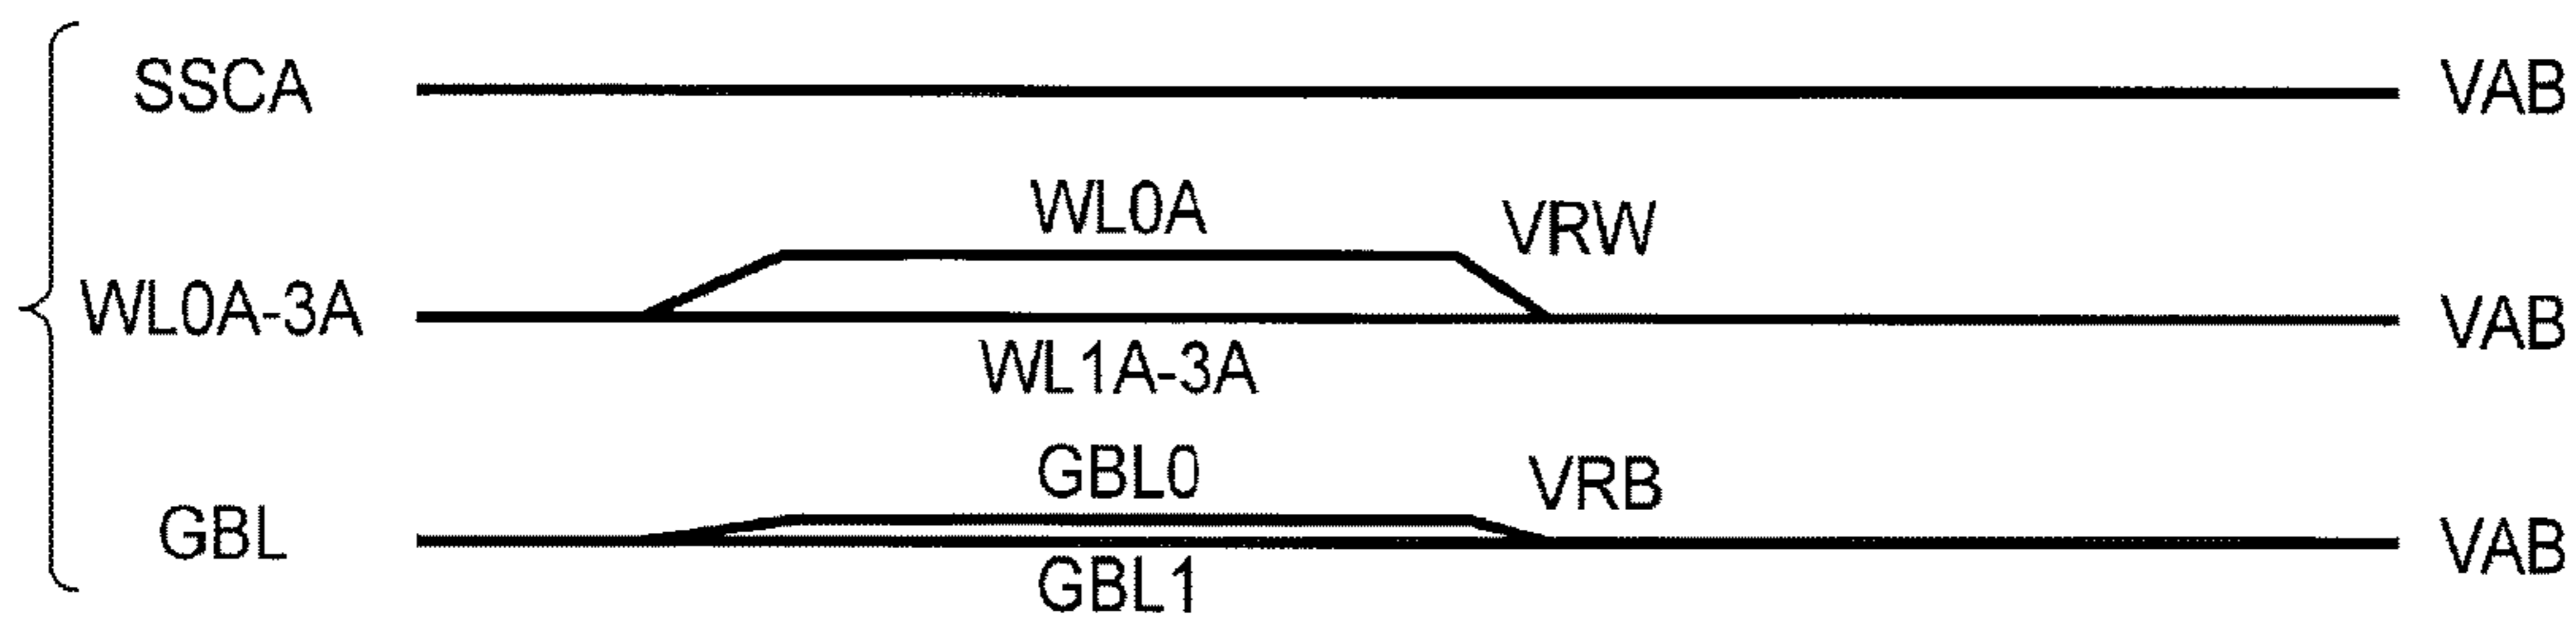 SSCA VAB
WL0A VRW
WL0A-3A VAB
WL1A-3A
GBL0 VRB
GBL VAB
GBL1